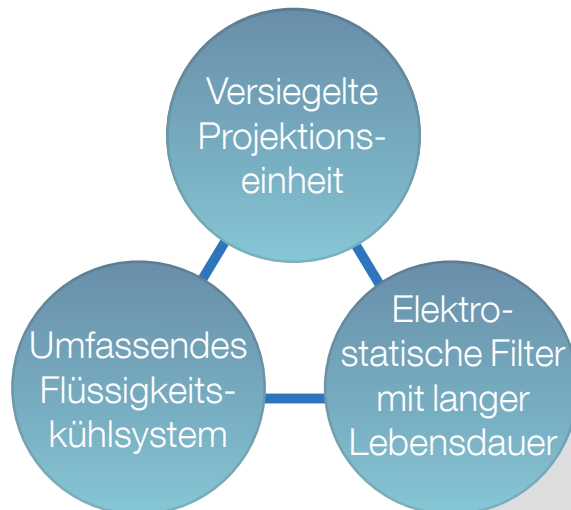 Versiegelte
Projektions-
einheit
Umfassendes
Flüssigkeits-
kühlsystem
Elektro-
statische Filter
mit langer
Lebensdauer